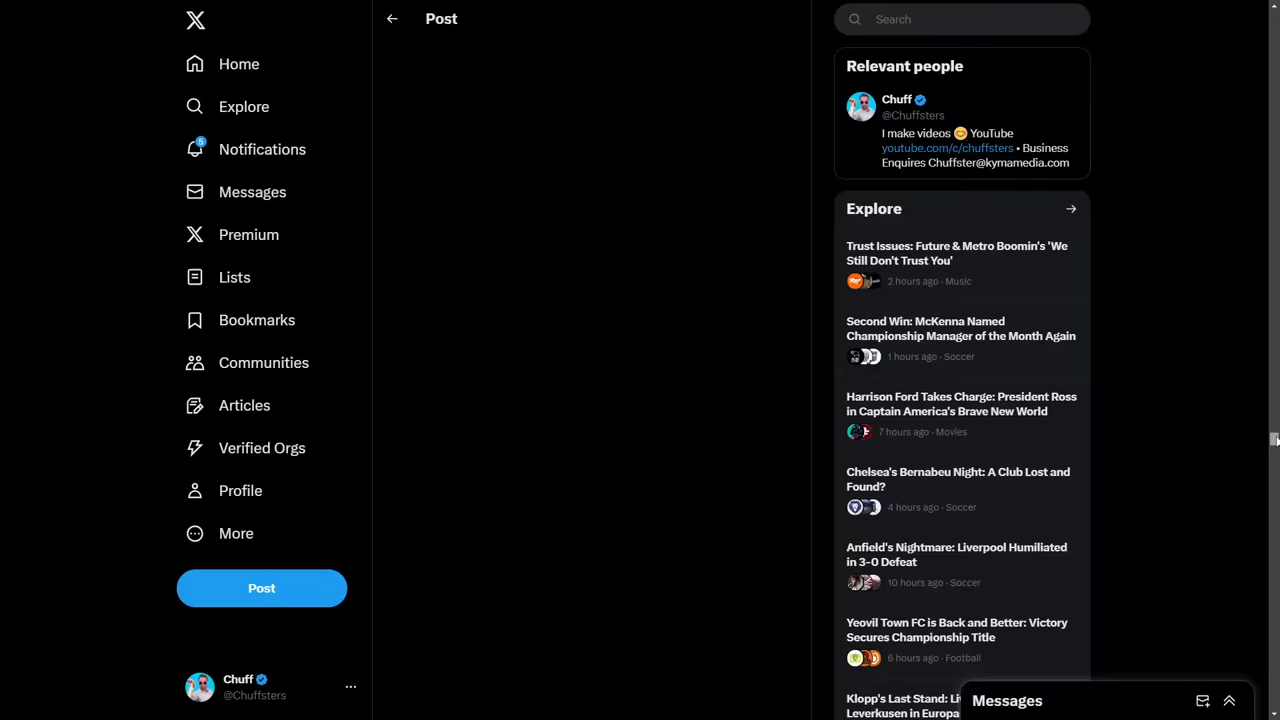 Home
Explore
5
Notifications
Messages
Premium
Lists
Bookmarks
Communities
Articles
Verified Orgs
Profile
More
Post
Chuff
@Chuffsters
Post
Search
Relevant people
Chuff
@Chuffsters
I make videos 😊 YouTube
youtube.com/c/chuffsters • Business
Enquires Chuffster@kymamedia.com
Explore
Trust Issues: Future & Metro Boomin's 'We
Still Don't Trust You'
2 hours ago · Music
Second Win: McKenna Named
Championship Manager of the Month Again
1 hours ago · Soccer
Harrison Ford Takes Charge: President Ross
in Captain America's Brave New World
7 hours ago · Movies
Chelsea's Bernabeu Night: A Club Lost and
Found?
4 hours ago · Soccer
Anfield's Nightmare: Liverpool Humiliated
in 3-0 Defeat
10 hours ago · Soccer
Yeovil Town FC is Back and Better: Victory
Secures Championship Title
6 hours ago · Football
Klopp's Last Stand:
Leverkusen in Europa
Messages